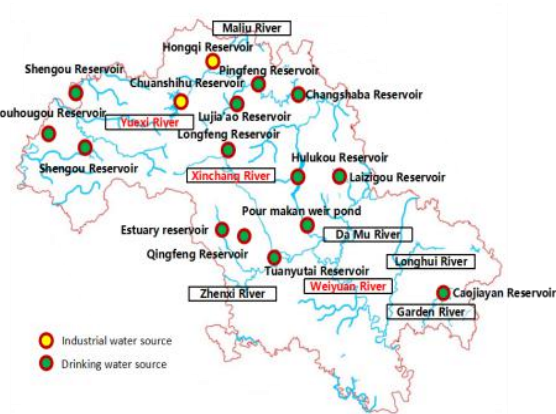 Maliu River
Hongqi Reservoir
Shengou Reservoir
Pingfeng Reservoir
Chuanshihu Reservoir
Changshaba Reservoir
ouhougou Reservoir
Lujia'ao Reservoir
Yuexi River
Longfeng Reservoir
Hulukou Reservoir
Shengou Reservoir
Xinchang River
Laizigou Reservoir
Pour makan weir pond
Estuary reservoir
Da Mu River
Qingfeng Reservoir
Longhui River
Tuanyutai Reservoir
Weiyuan River
Zhenxi River
Caojiayan Reservoir
Garden River
Industrial water source
Drinking water source